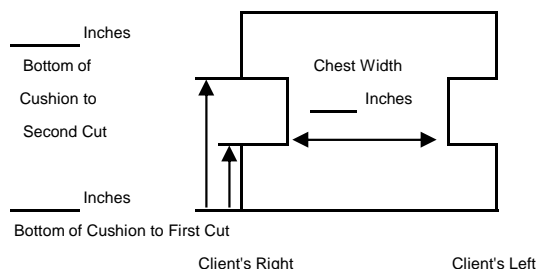 Inches
Bottom of
Cushion to
Second Cut
Chest Width
Inches
Inches
Bottom of Cushion to First Cut
Client's Right
Client's Left